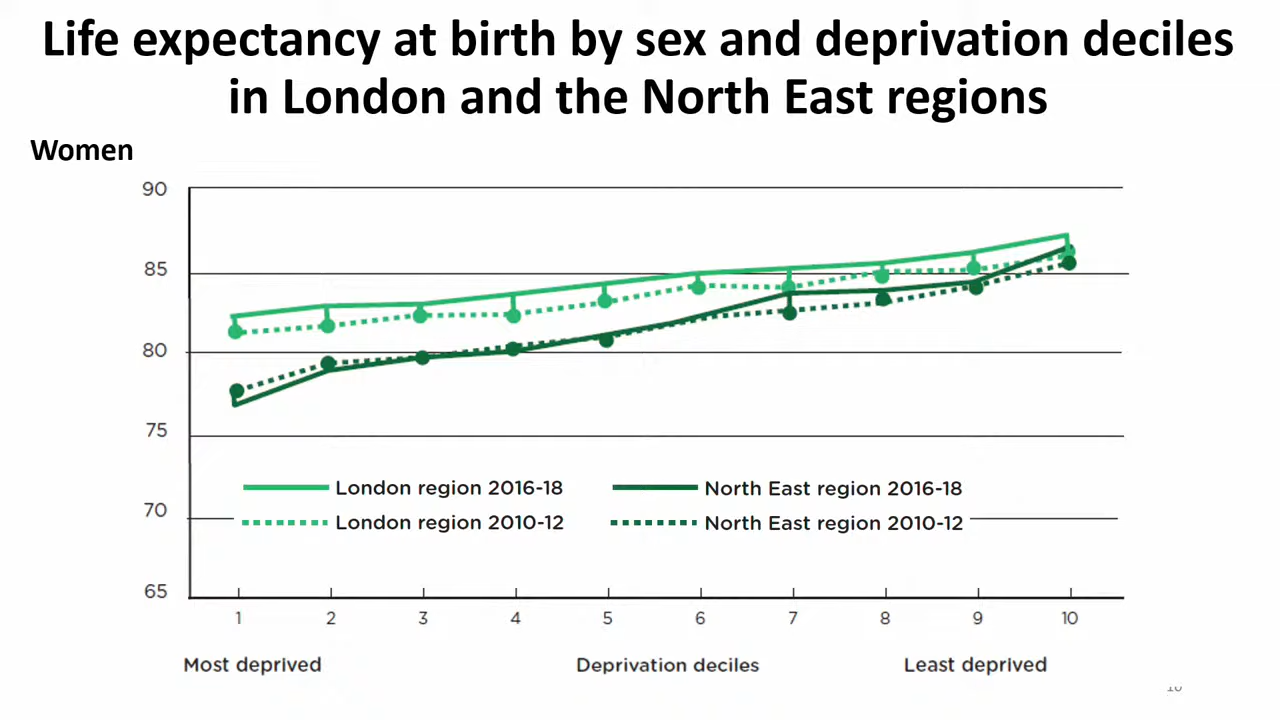 Life expectancy at birth by sex and deprivation deciles
in London and the North East regions
Women
90
85
80
75
70
65
London region 2016-18
North East region 2016-18
London region 2010-12
North East region 2010-12
1 2 3 4 5 6 7 8 9 10
Most deprived
Deprivation deciles
Least deprived